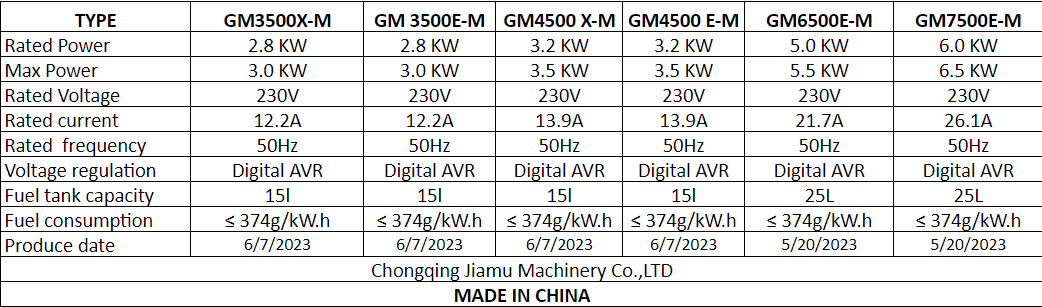 TYPE GM3500X-M GM 3500E-M GM4500 X-M GM4500 E-M GM6500E-M GM7500E-M
Rated Power 2.8 KW 2.8 KW 3.2 KW 3.2 KW 5.0 KW 6.0 KW
Max Power 3.0 KW 3.0 KW 3.5 KW 3.5 KW 5.5 KW 6.5 KW
Rated Voltage 230V 230V 230V 230V 230V 230V
Rated current 12.2A 12.2A 13.9A 13.9A 21.7A 26.1A
Rated frequency 50Hz 50Hz 50Hz 50Hz 50Hz 50Hz
Voltage regulation Digital AVR Digital AVR Digital AVR Digital AVR Digital AVR Digital AVR
Fuel tank capacity 15l 15l 15l 15l 25L 25L
Fuel consumption ≤ 374g/kW.h ≤ 374g/kW.h ≤ 374g/kW.h ≤ 374g/kW.h ≤ 374g/kW.h ≤ 374g/kW.h
Produce date 6/7/2023 6/7/2023 6/7/2023 6/7/2023 5/20/2023 5/20/2023
Chongqing Jiamu Machinery Co.,LTD
MADE IN CHINA